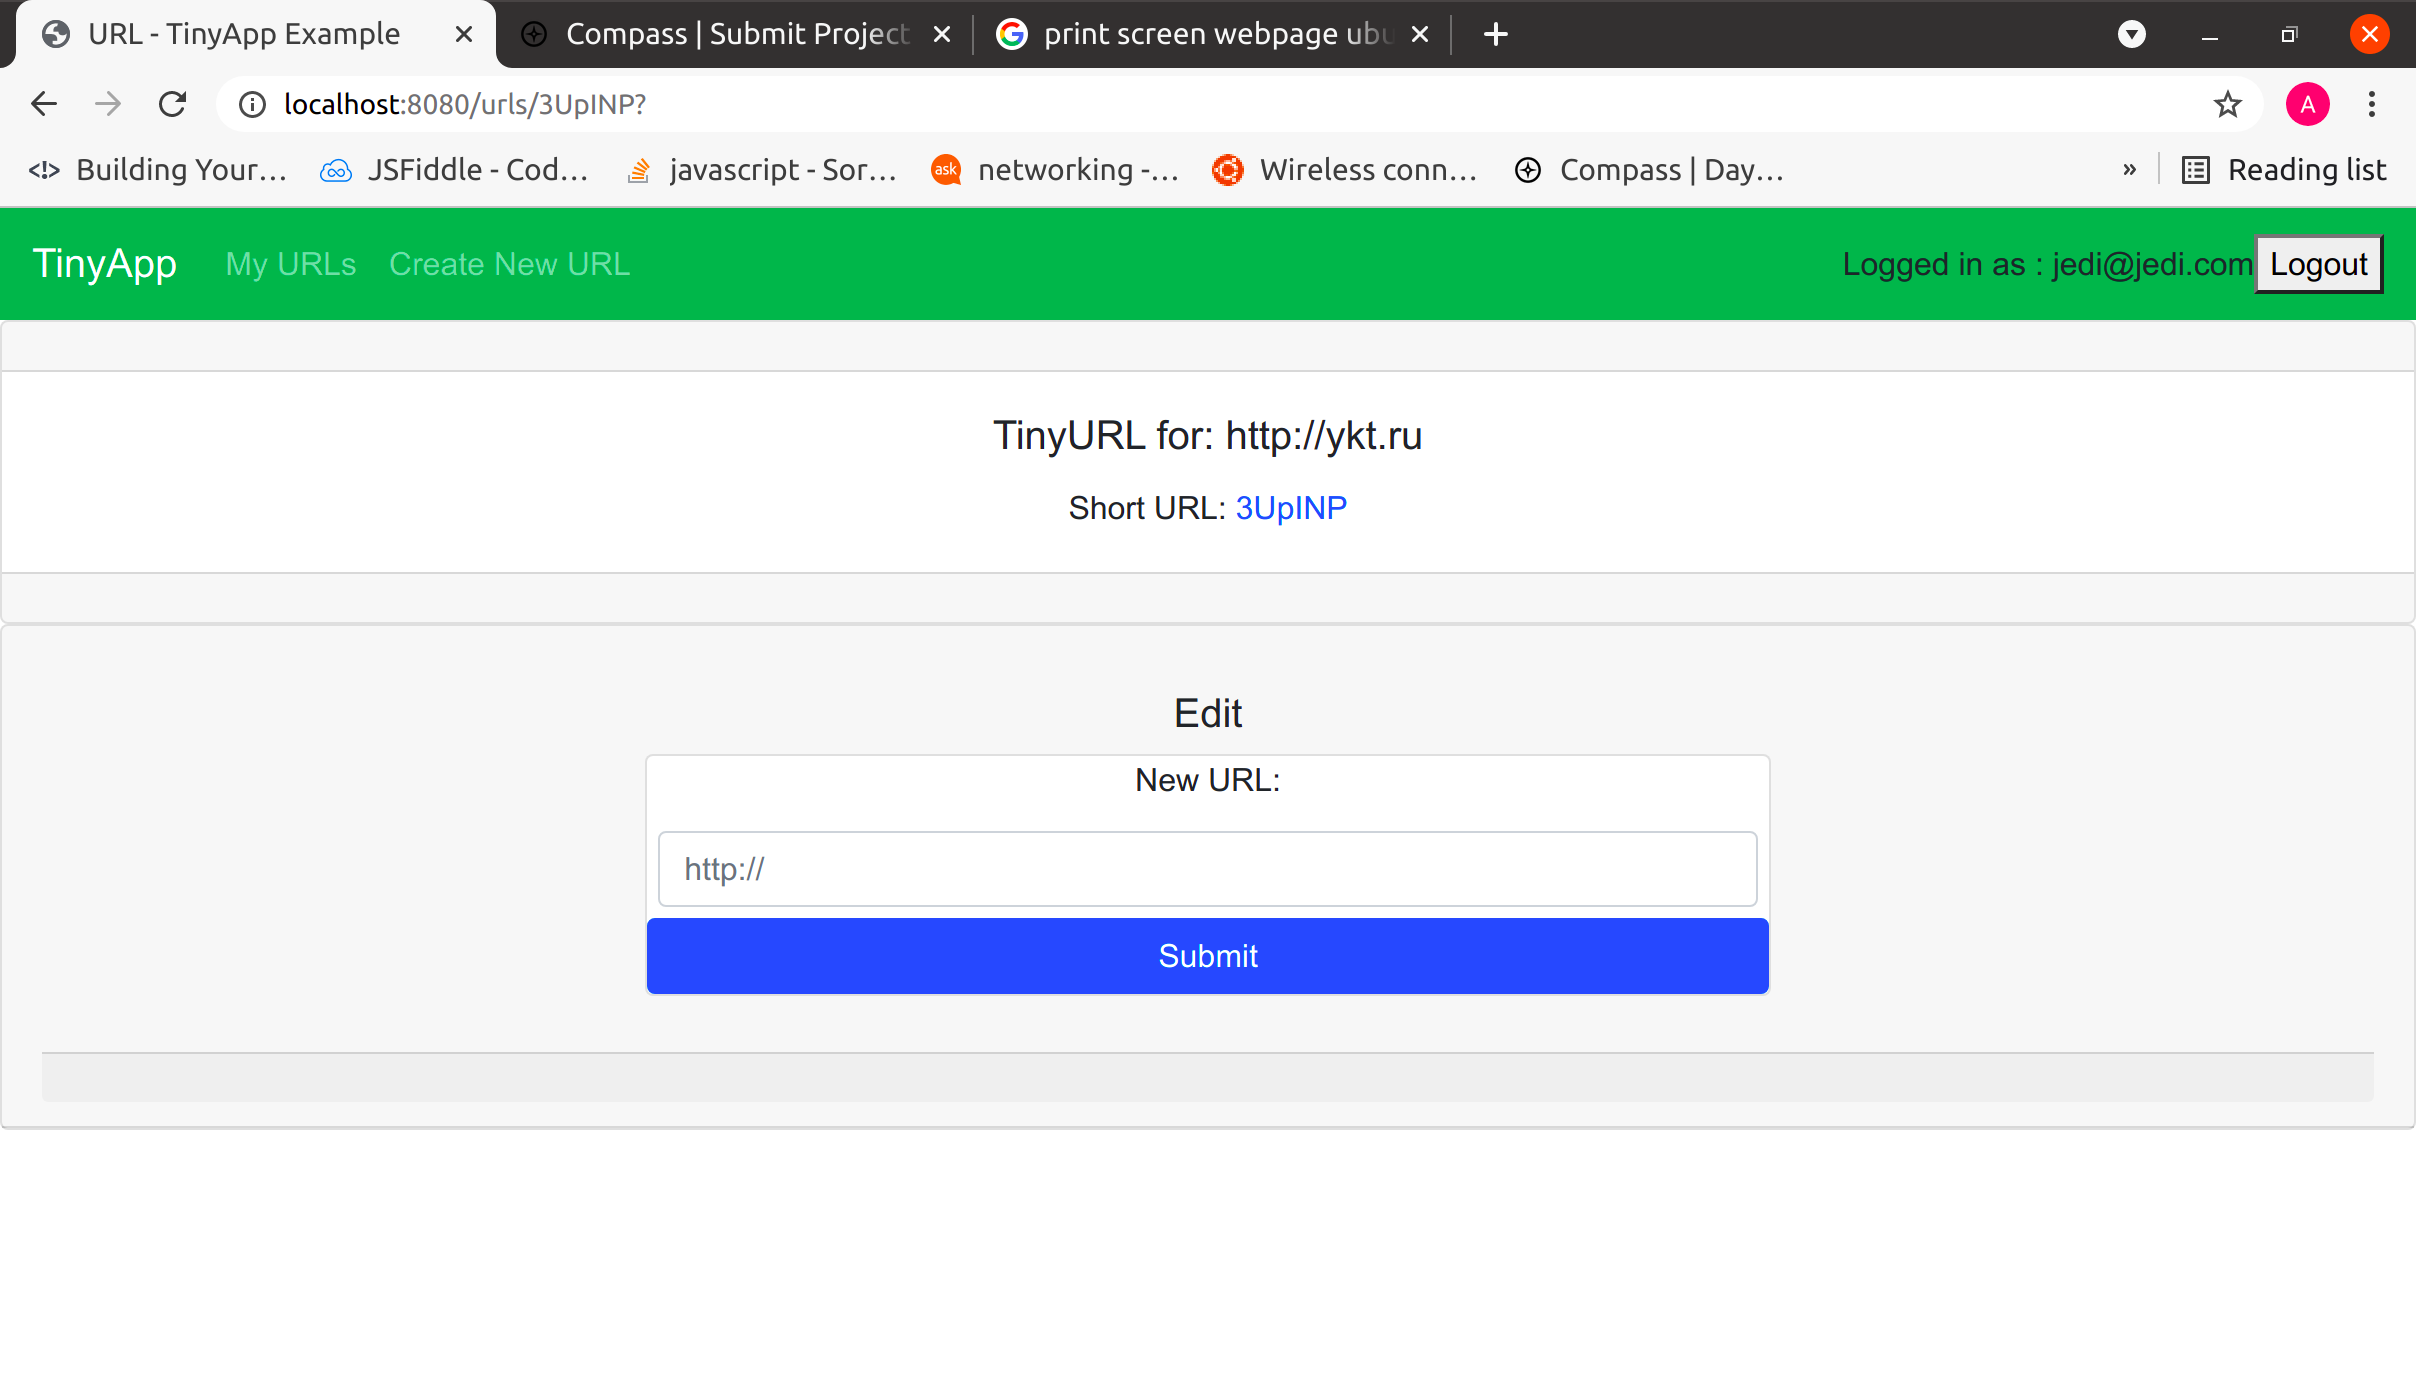 URL - TinyApp Example
Compass | Submit Project
print screen webpage ubu
localhost:8080/urls/3UpINP?
A
<!> Building Your...
JSFiddle - Cod...
javascript - Sor...
ask networking -...
Wireless conn...
Compass | Day...
» Reading list
TinyApp My URLs Create New URL Logged in as : jedi@jedi.com Logout
TinyURL for: http://ykt.ru
Short URL: 3UpINP
Edit
New URL:
http://
Submit